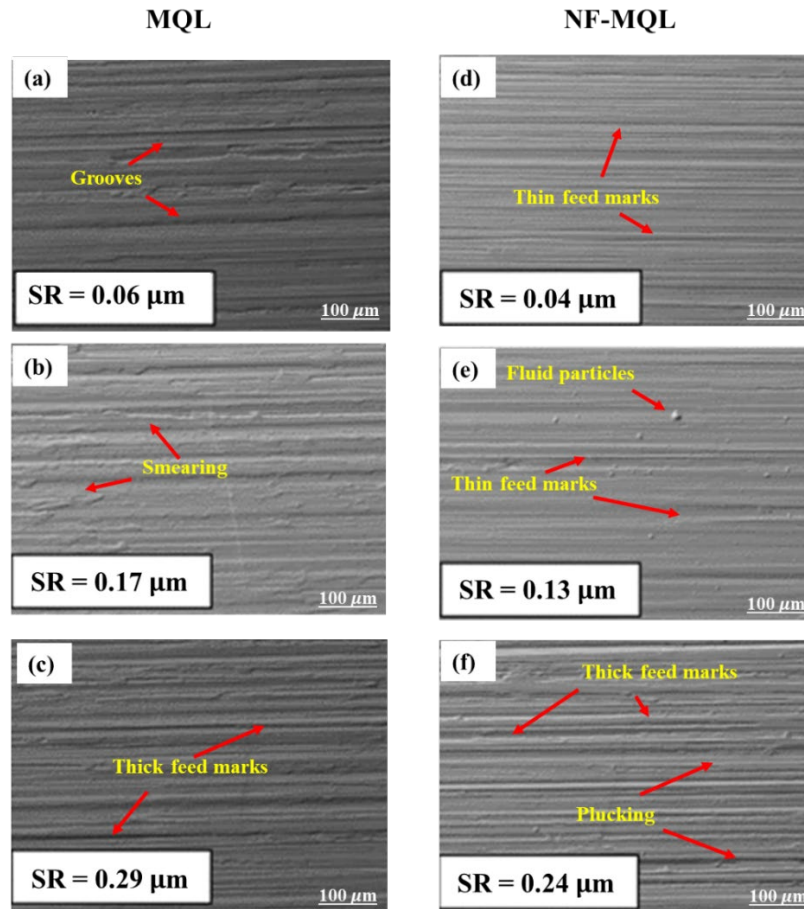 MQL
NF-MQL
(a)
Grooves
SR = 0.06 μm
100 μm
(b)
Smearing
SR = 0.17 μm
100 μm
(c)
Thick feed marks
SR = 0.29 μm
100 μm
(d)
Thin feed marks
SR = 0.04 μm
100 μm
(e)
Fluid particles
Thin feed marks
SR = 0.13 μm
100 μm
(f)
Thick feed marks
Plucking
SR = 0.24 μm
100 μm